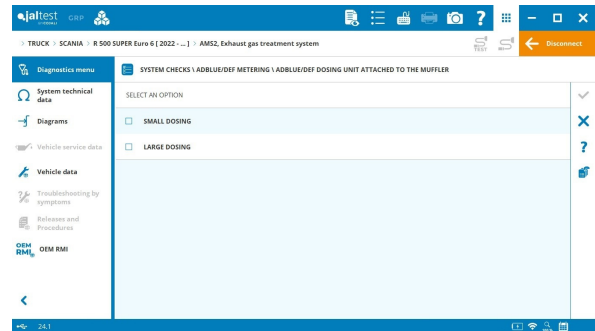 jaltest GRP
BY COJALI
?
> TRUCK > SCANIA > R 500 SUPER Euro 6 [ 2022 - ... ] > AMS2, Exhaust gas treatment system
TEST
Disconnect
Diagnostics menu
SYSTEM CHECKS \ ADBLUE/DEF METERING \ ADBLUE/DEF DOSING UNIT ATTACHED TO THE MUFFLER
System technical data
SELECT AN OPTION
Diagrams
SMALL DOSING
Vehicle service data
LARGE DOSING
Vehicle data
?
Troubleshooting by symptoms
Releases and Procedures
OEM RMI
OEM RMI
24.1